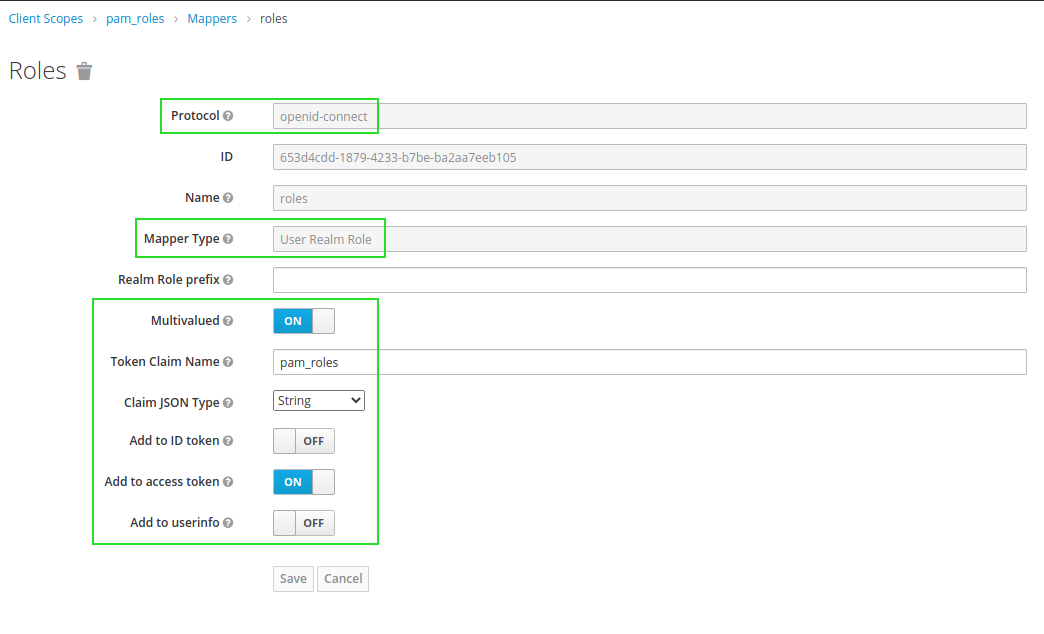 Client Scopes › pam_roles › Mappers › roles
Roles
Protocol openid-connect
ID 653d4cdd-1879-4233-b7be-ba2aa7eeb105
Name roles
Mapper Type User Realm Role
Realm Role prefix
Multivalued ON
Token Claim Name pam_roles
Claim JSON Type String
Add to ID token OFF
Add to access token ON
Add to userinfo OFF
Save Cancel